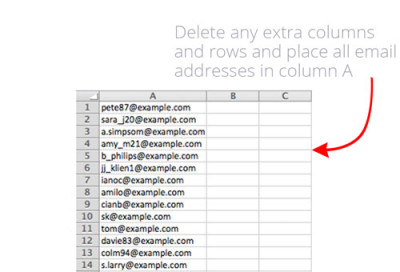 Delete any extra columns
and rows and place all email
addresses in column A
A B C
1 pete87@example.com
2 sara_j20@example.com
3 a.simpsom@example.com
4 amy_m21@example.com
5 b_philips@example.com
6 jj_klien1@example.com
7 ianoc@example.com
8 amilo@example.com
9 cianb@example.com
10 sk@example.com
11 tom@example.com
12 davie83@example.com
13 colm94@example.com
14 s.larry@example.com